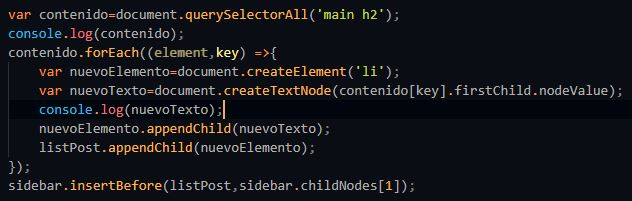 var contenido=document.querySelectorAll('main h2');
console.log(contenido);
contenido.forEach((element,key) =>{
    var nuevoElemento=document.createElement('li');
    var nuevoTexto=document.createTextNode(contenido[key].firstChild.nodeValue);
    console.log(nuevoTexto);
    nuevoElemento.appendChild(nuevoTexto);
    listPost.appendChild(nuevoElemento);
});
sidebar.insertBefore(listPost,sidebar.childNodes[1]);